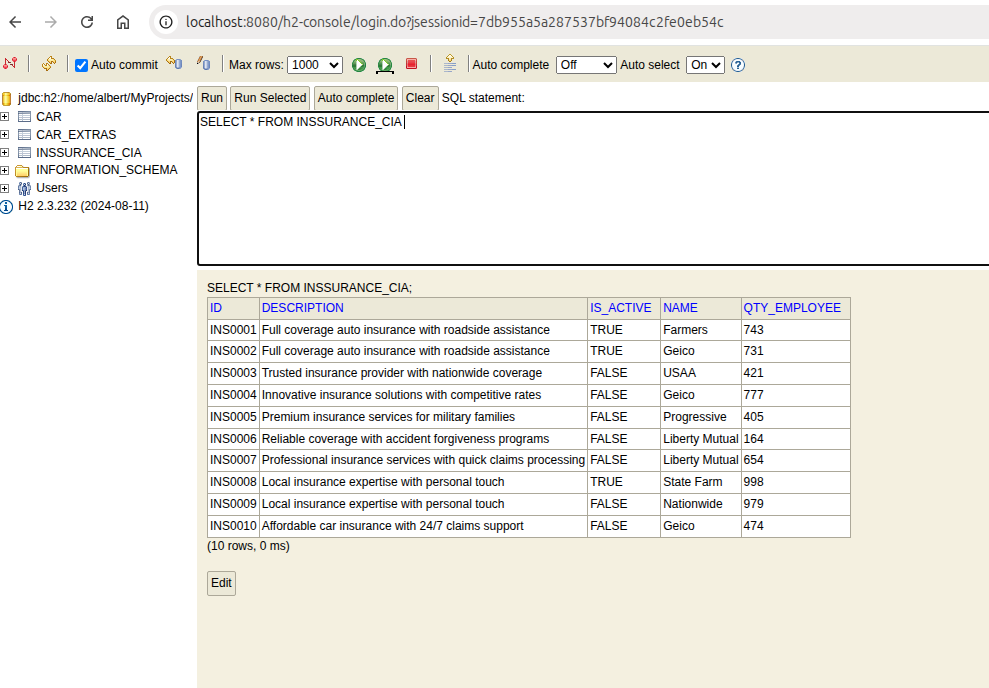 localhost:8080/h2-console/login.do?jsessionid=7db955a5a287537bf94084c2fe0eb54c
Auto commit Max rows: 1000 Auto complete Off Auto select On
jdbc:h2:/home/albert/MyProjects/
CAR
CAR_EXTRAS
INSSURANCE_CIA
INFORMATION_SCHEMA
Users
H2 2.3.232 (2024-08-11)
Run Run Selected Auto complete Clear SQL statement:
SELECT * FROM INSSURANCE_CIA
SELECT * FROM INSSURANCE_CIA;
ID DESCRIPTION IS_ACTIVE NAME QTY_EMPLOYEE
INS0001 Full coverage auto insurance with roadside assistance TRUE Farmers 743
INS0002 Full coverage auto insurance with roadside assistance TRUE Geico 731
INS0003 Trusted insurance provider with nationwide coverage FALSE USAA 421
INS0004 Innovative insurance solutions with competitive rates FALSE Geico 777
INS0005 Premium insurance services for military families FALSE Progressive 405
INS0006 Reliable coverage with accident forgiveness programs FALSE Liberty Mutual 164
INS0007 Professional insurance services with quick claims processing FALSE Liberty Mutual 654
INS0008 Local insurance expertise with personal touch TRUE State Farm 998
INS0009 Local insurance expertise with personal touch FALSE Nationwide 979
INS0010 Affordable car insurance with 24/7 claims support FALSE Geico 474
(10 rows, 0 ms)
Edit